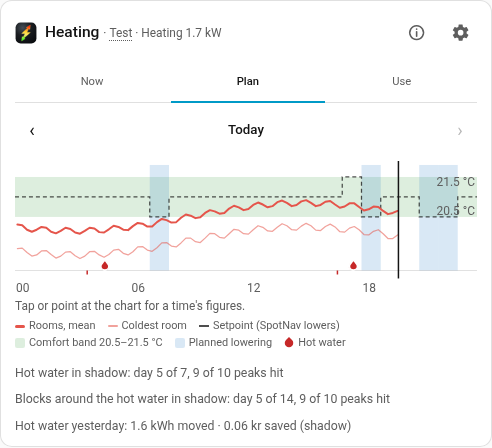 Heating · Test · Heating 1.7 kW
Now Plan Use
‹ Today ›
21.5 °C
20.5 °C
00 06 12 18
Tap or point at the chart for a time's figures.
Rooms, mean Coldest room Setpoint (SpotNav lowers)
Comfort band 20.5–21.5 °C Planned lowering Hot water
Hot water in shadow: day 5 of 7, 9 of 10 peaks hit
Blocks around the hot water in shadow: day 5 of 14, 9 of 10 peaks hit
Hot water yesterday: 1.6 kWh moved · 0.06 kr saved (shadow)